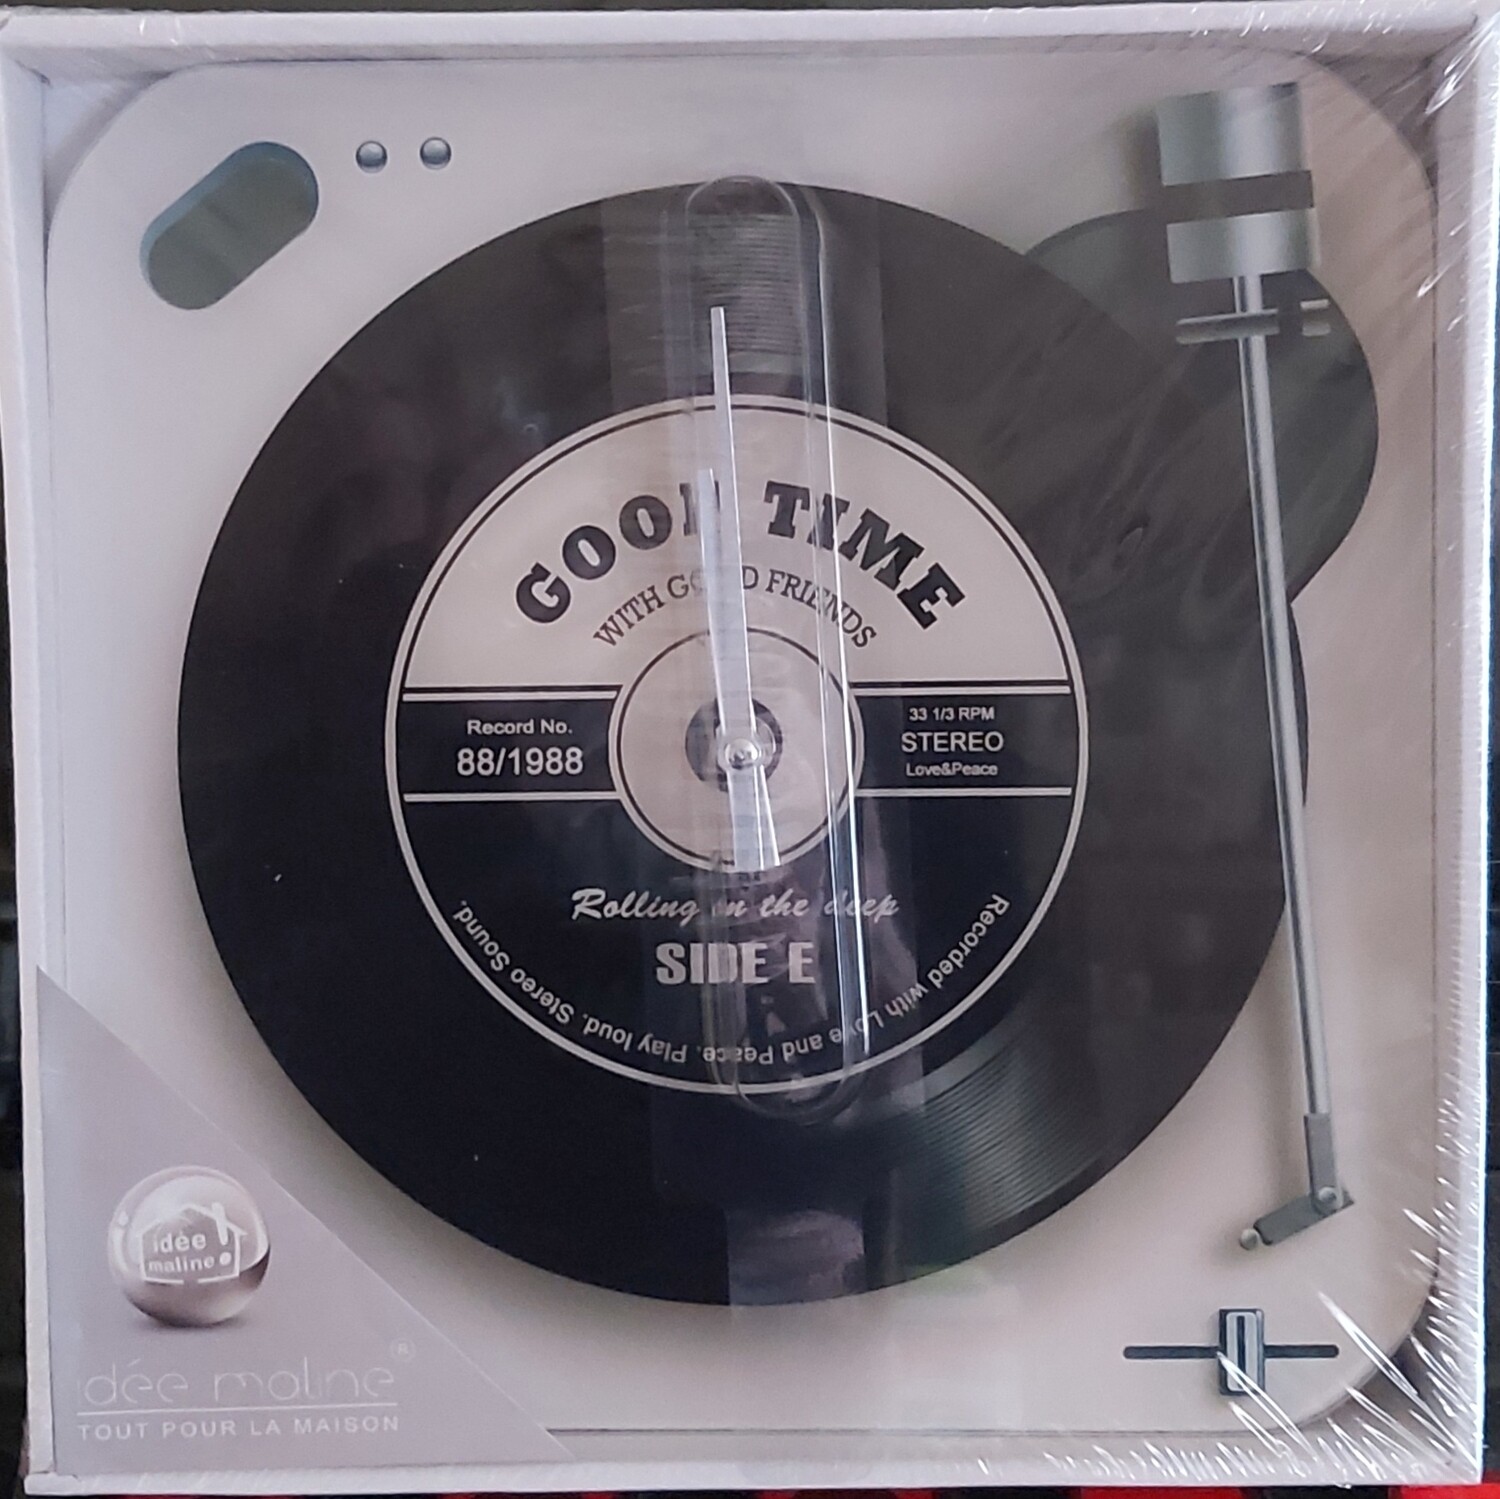 GOOD TIME
WITH GOOD FRIENDS
Record No.
88/1988
33 1/3 RPM
STEREO
Love&Peace
Rolling in the deep
SIDE E
Recorded with Love and Peace. Play loud. Stereo Sound.
idée
maline!
idée maline®
TOUT POUR LA MAISON